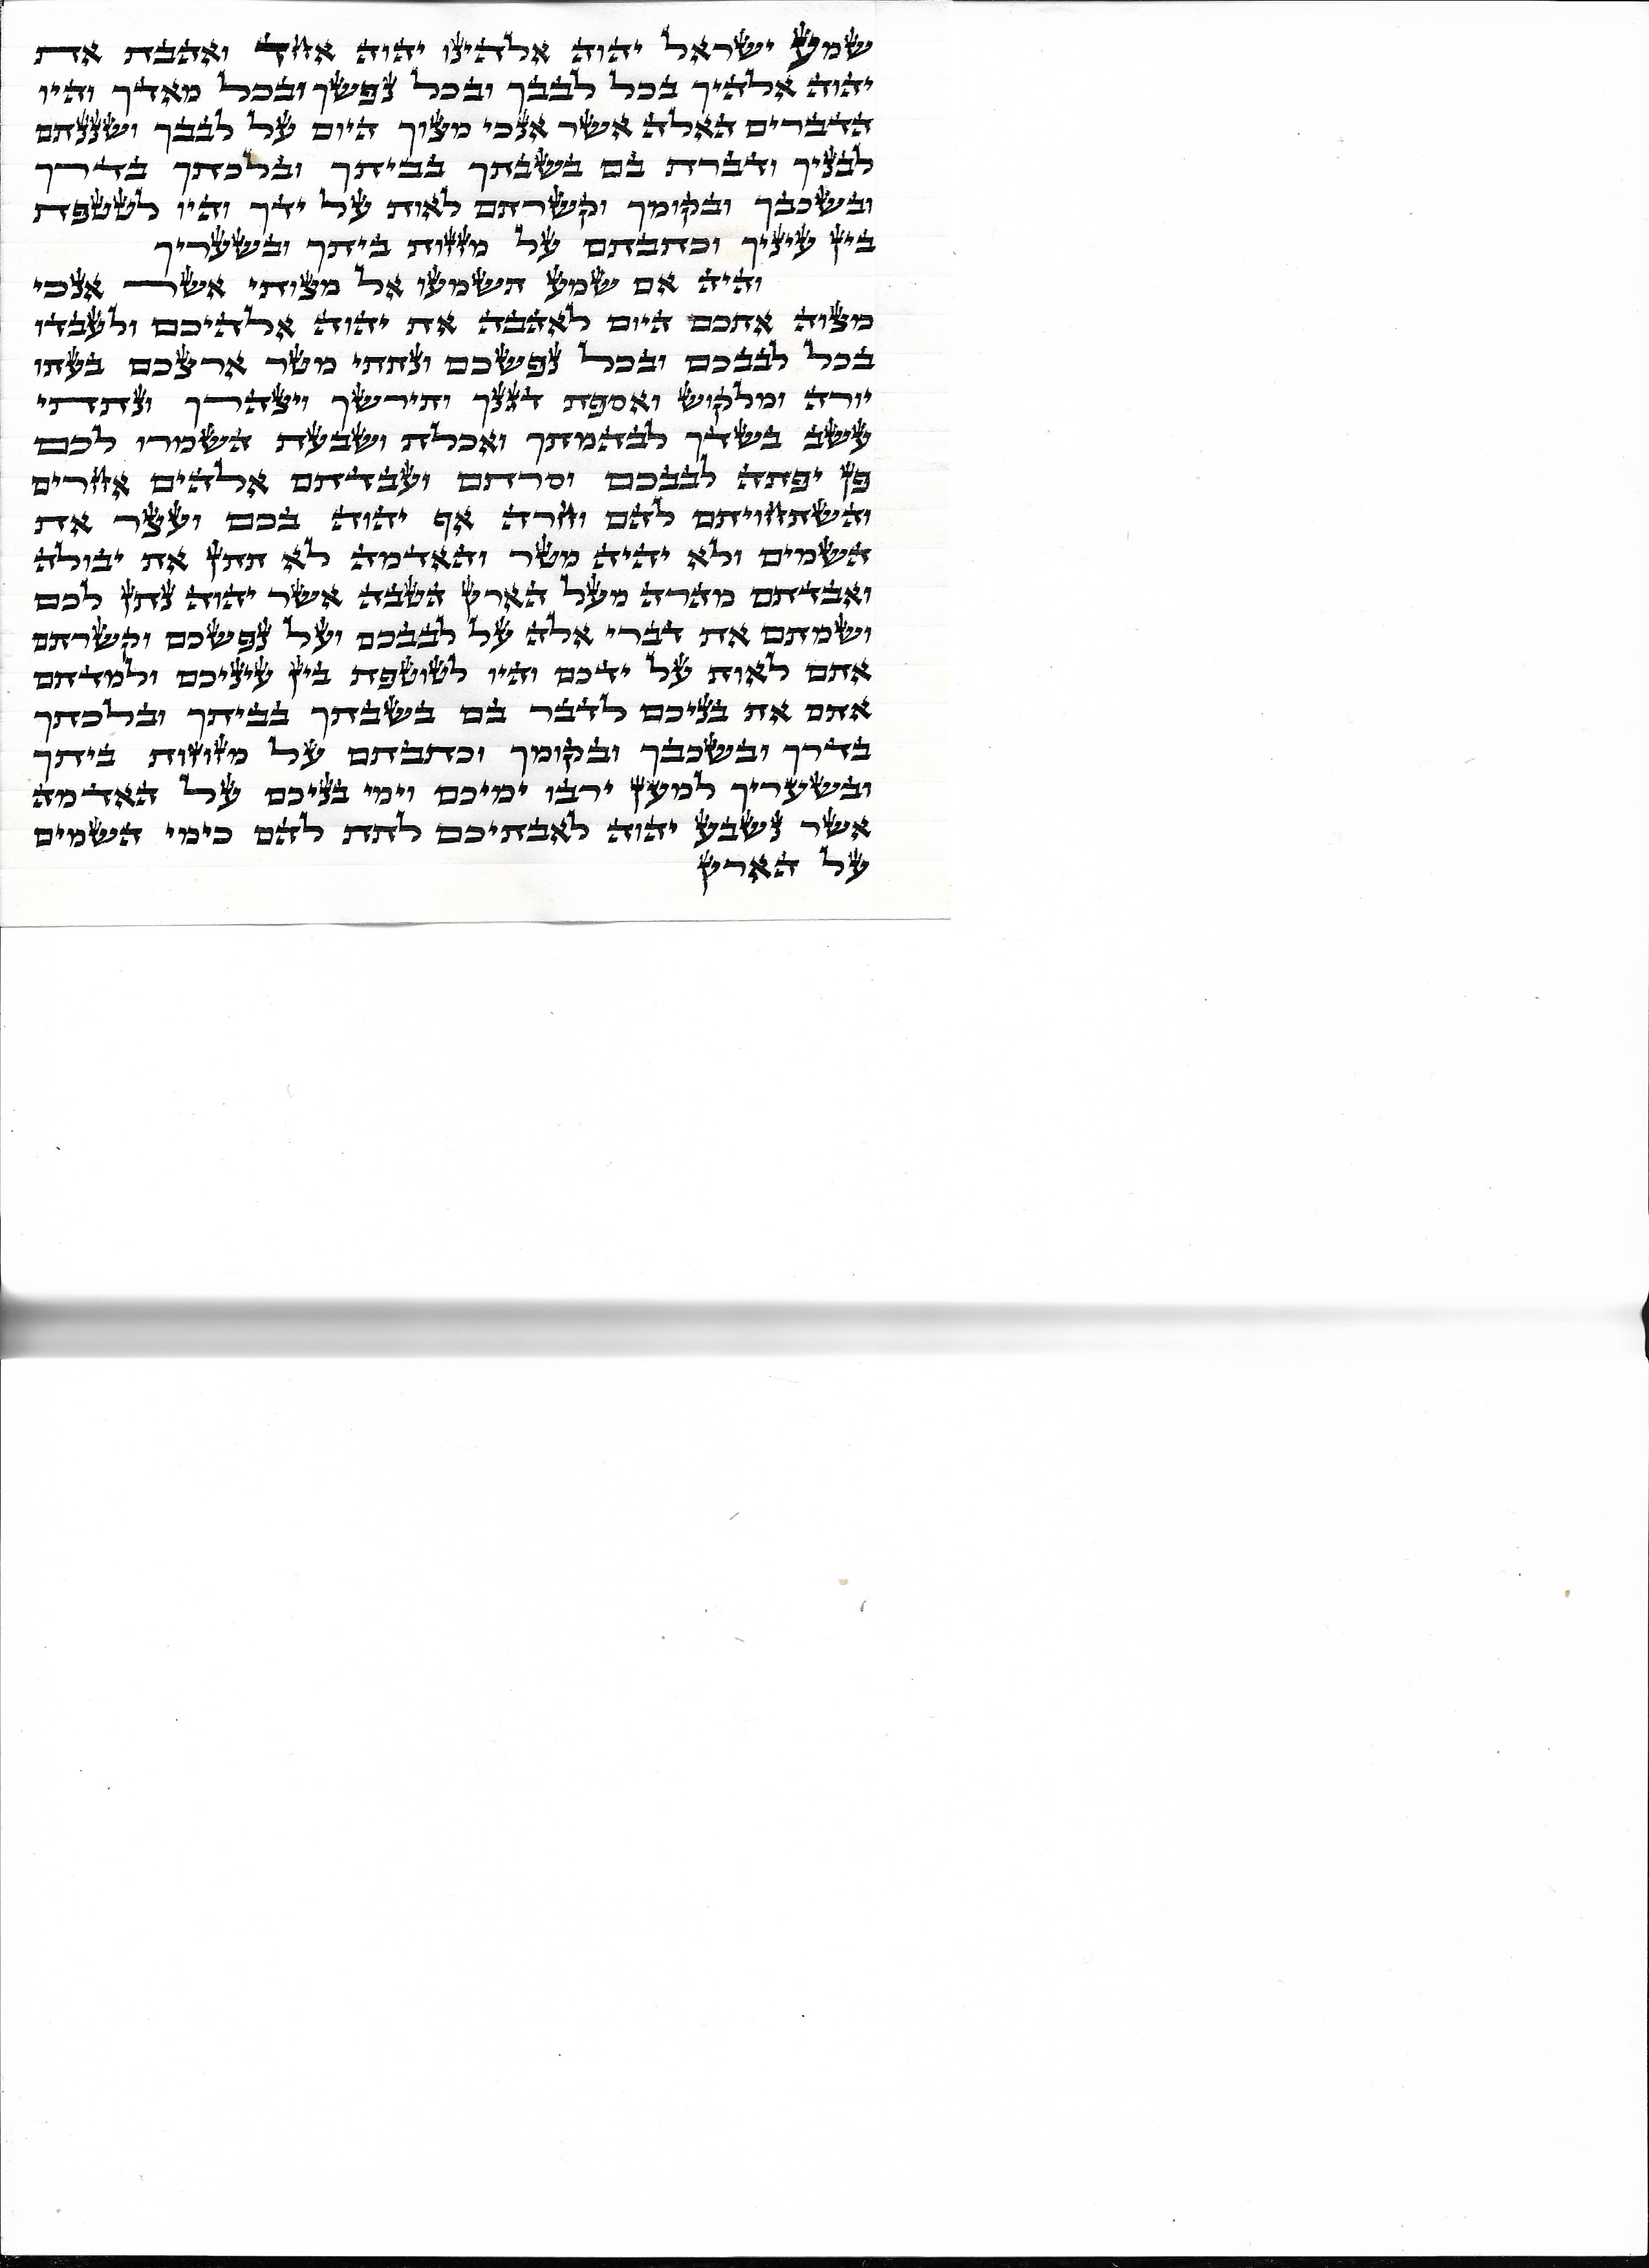 שמע ישראל יהוה אלהינו יהוה אחד ואהבת את
יהוה אלהיך בכל לבבך ובכל נפשך ובכל מאדך והיו
הדברים האלה אשר אנכי מצוך היום על לבבך ושננתם
לבניך ודברת בם בשבתך בביתך ובלכתך בדרך
ובשכבך ובקומך וקשרתם לאות על ידך והיו לטטפת
בין עיניך וכתבתם על מזזות ביתך ובשעריך
והיה אם שמע תשמעו אל מצותי אשר אנכי
מצוה אתכם היום לאהבה את יהוה אלהיכם ולעבדו
בכל לבבכם ובכל נפשכם ונתתי מטר ארצכם בעתו
יורה ומלקוש ואספת דגנך ותירשך ויצהרך ונתתי
עשב בשדך לבהמתך ואכלת ושבעת השמרו לכם
פן יפתה לבבכם וסרתם ועבדתם אלהים אחרים
והשתחויתם להם וחרה אף יהוה בכם ועצר את
השמים ולא יהיה מטר והאדמה לא תתן את יבולה
ואבדתם מהרה מעל הארץ הטבה אשר יהוה נתן לכם
ושמתם את דברי אלה על לבבכם ועל נפשכם וקשרתם
אתם לאות על ידכם והיו לטוטפת בין עיניכם ולמדתם
אתם את בניכם לדבר בם בשבתך בביתך ובלכתך
בדרך ובשכבך ובקומך וכתבתם על מזוזות ביתך
ובשעריך למען ירבו ימיכם וימי בניכם על האדמה
אשר נשבע יהוה לאבתיכם לתת להם כימי השמים
על הארץ